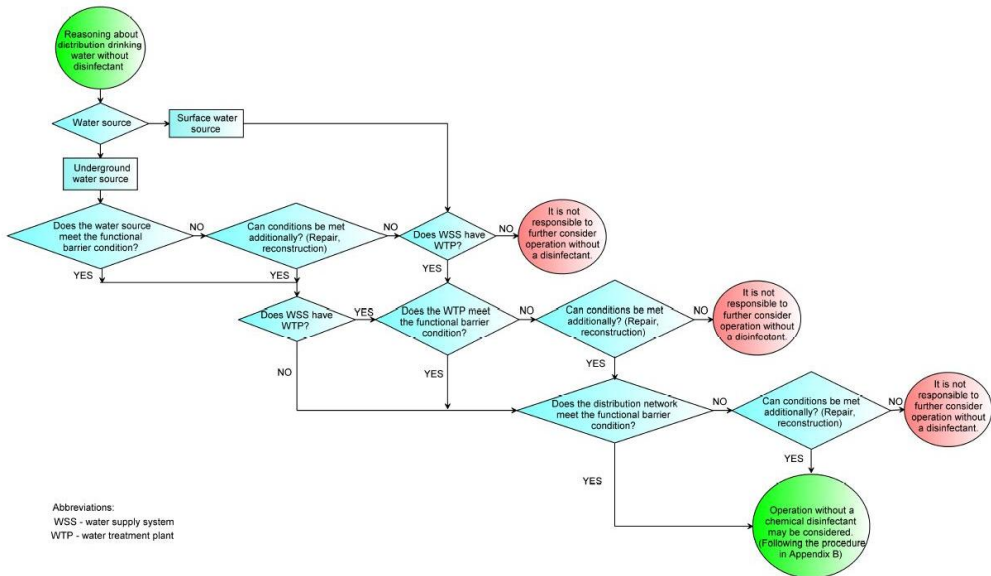 Reasoning about
distribution drinking
water without
disinfectant
Water source
Surface water
source
Underground
water source
Does the water source
meet the functional
barrier condition?
NO
Can conditions be met
additionally? (Repair,
reconstruction)
NO
Does WSS have
WTP?
NO
It is not
responsible to
further consider
operation without
a disinfectant.
YES
YES
YES
Does WSS have
WTP?
YES
Does the WTP meet
the functional barrier
condition?
NO
Can conditions be met
additionally? (Repair,
reconstruction)
NO
It is not
responsible to
further consider
operation without
a disinfectant.
NO
YES
YES
Does the distribution network
meet the functional barrier
condition?
NO
Can conditions be met
additionally? (Repair,
reconstruction)
NO
It is not
responsible to
further consider
operation without
a disinfectant.
YES
YES
Operation without a
chemical disinfectant
may be considered.
(Following the procedure
in Appendix B)
Abbreviations:
WSS - water supply system
WTP - water treatment plant